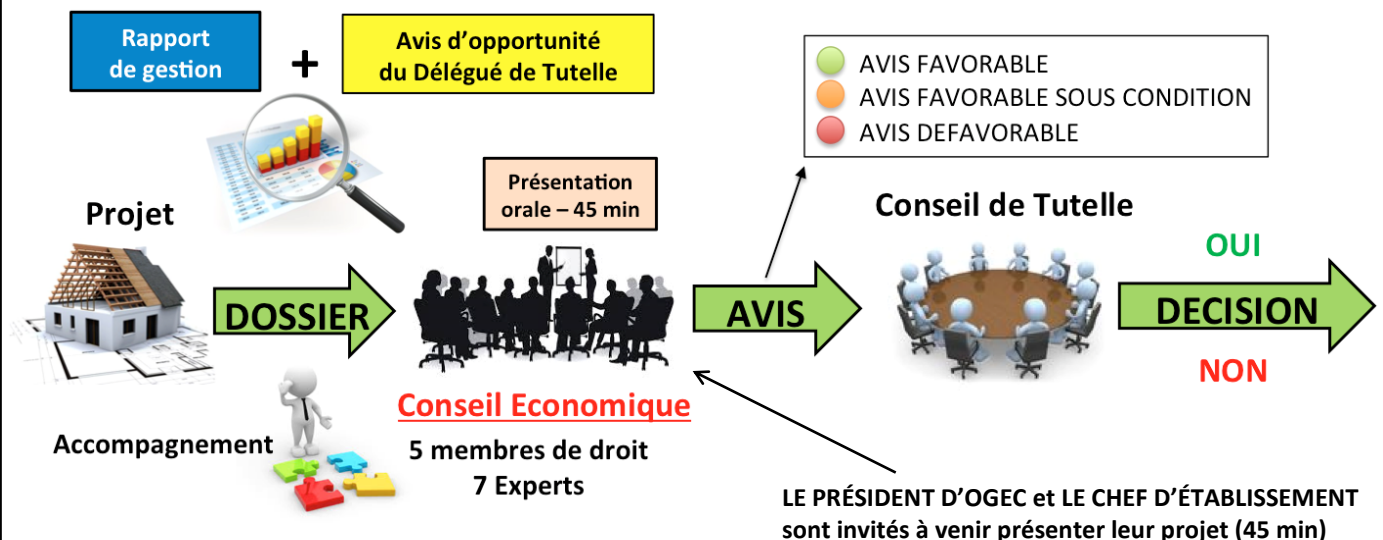 Rapport
de gestion
+
Avis d'opportunité
du Délégué de Tutelle
AVIS FAVORABLE
AVIS FAVORABLE SOUS CONDITION
AVIS DEFAVORABLE
Présentation
orale – 45 min
Projet
Conseil de Tutelle
OUI
DOSSIER
AVIS
DECISION
NON
Conseil Economique
Accompagnement
5 membres de droit
7 Experts
LE PRÉSIDENT D'OGEC et LE CHEF D'ÉTABLISSEMENT
sont invités à venir présenter leur projet (45 min)